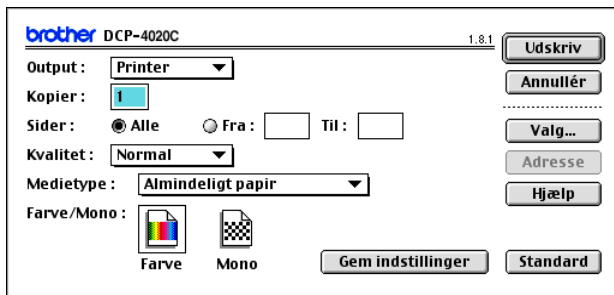 brother DCP-4020C
1.8.1
Udskriv
Output : Printer
Annullér
Kopier : 1
Sider : Alle Fra : Til :
Valg...
Kvalitet : Normal
Adresse
Medietype : Almindeligt papir
Hjælp
Farve/Mono :
Farve Mono
Gem indstillinger
Standard